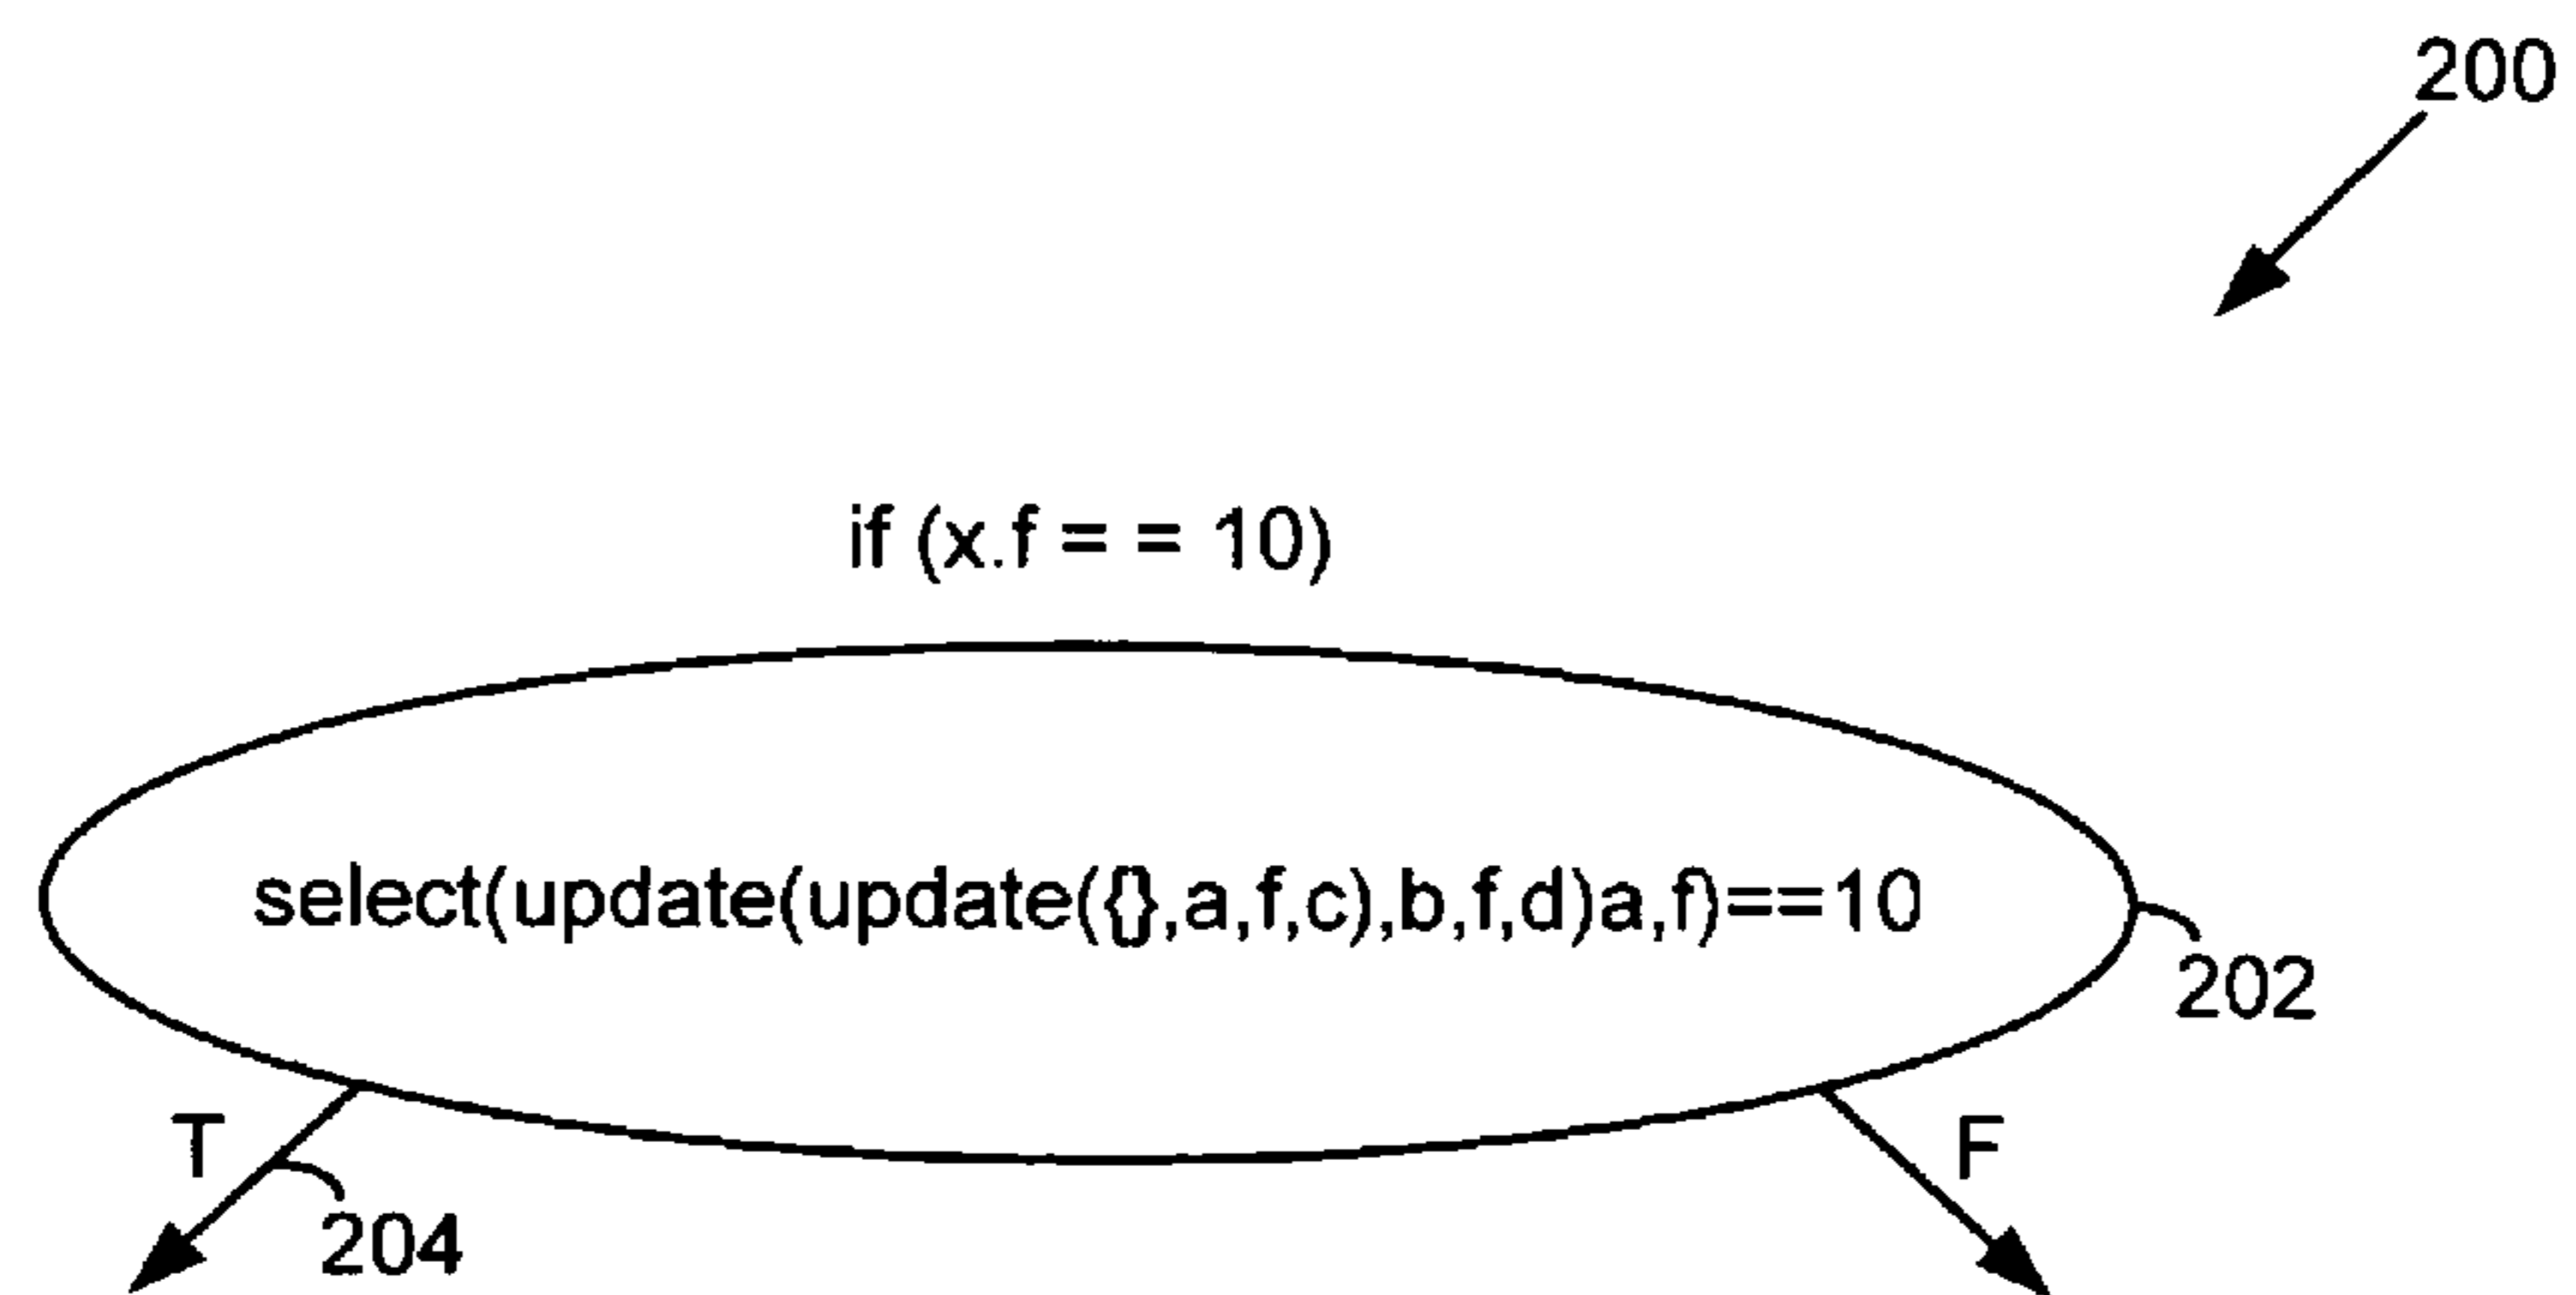 200
if (x.f = = 10)
select(update(update({},a,f,c),b,f,d)a,f)==10
202
T
F
204